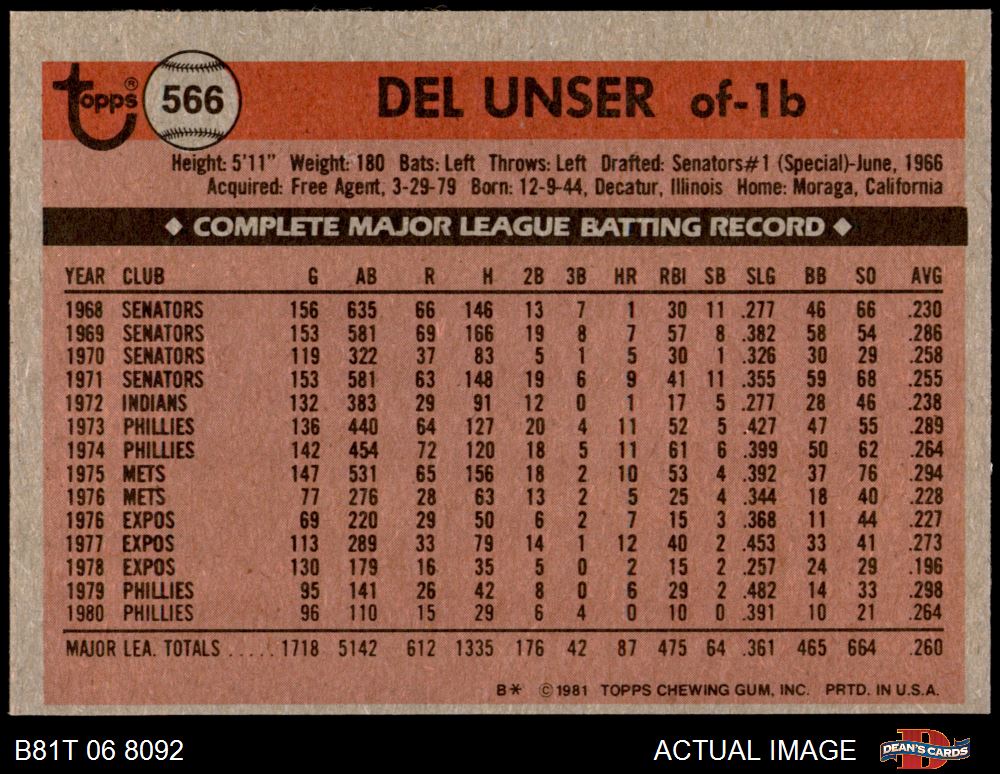 Topps® 566 DEL UNSER of-1b
Height: 5'11" Weight: 180 Bats: Left Throws: Left Drafted: Senators#1 (Special)-June, 1966
Acquired: Free Agent, 3-29-79 Born: 12-9-44, Decatur, Illinois Home: Moraga, California
◆ COMPLETE MAJOR LEAGUE BATTING RECORD ◆
YEAR CLUB G AB R H 2B 3B HR RBI SB SLG BB SO AVG
1968 SENATORS 156 635 66 146 13 7 1 30 11 .277 46 66 .230
1969 SENATORS 153 581 69 166 19 8 7 57 8 .382 58 54 .286
1970 SENATORS 119 322 37 83 5 1 5 30 1 .326 30 29 .258
1971 SENATORS 153 581 63 148 19 6 9 41 11 .355 59 68 .255
1972 INDIANS 132 383 29 91 12 0 1 17 5 .277 28 46 .238
1973 PHILLIES 136 440 64 127 20 4 11 52 5 .427 47 55 .289
1974 PHILLIES 142 454 72 120 18 5 11 61 6 .399 50 62 .264
1975 METS 147 531 65 156 18 2 10 53 4 .392 37 76 .294
1976 METS 77 276 28 63 13 2 5 25 4 .344 18 40 .228
1976 EXPOS 69 220 29 50 6 2 7 15 3 .368 11 44 .227
1977 EXPOS 113 289 33 79 14 1 12 40 2 .453 33 41 .273
1978 EXPOS 130 179 16 35 5 0 2 15 2 .257 24 29 .196
1979 PHILLIES 95 141 26 42 8 0 6 29 2 .482 14 33 .298
1980 PHILLIES 96 110 15 29 6 4 0 10 0 .391 10 21 .264
MAJOR LEA. TOTALS ..... 1718 5142 612 1335 176 42 87 475 64 .361 465 664 .260
B* ©1981 TOPPS CHEWING GUM, INC. PRTD. IN U.S.A.
B81T 06 8092 ACTUAL IMAGE DEAN'S CARDS